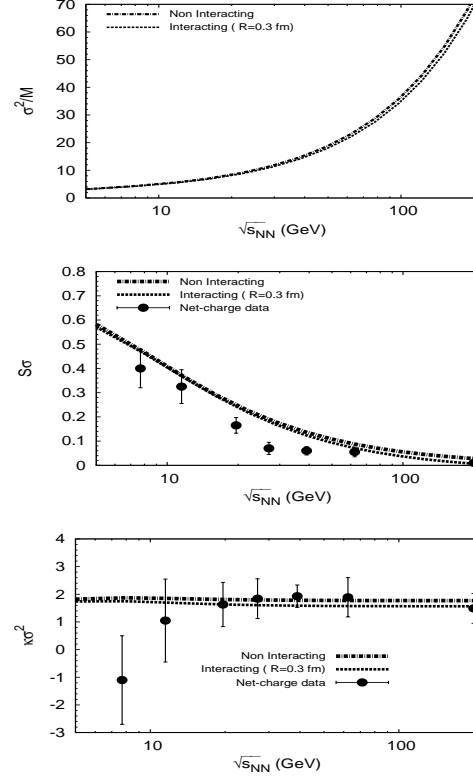 70
60
50
40
30
20
10
0
σ²/M
Non Interacting
Interacting ( R=0.3 fm)
10
100
√sNN (GeV)
0.8
0.7
0.6
0.5
0.4
0.3
0.2
0.1
0
Sσ
Non Interacting
Interacting ( R=0.3 fm)
Net-charge data
10
100
√sNN (GeV)
4
3
2
1
0
-1
-2
-3
κσ²
Non Interacting
Interacting ( R=0.3 fm)
Net-charge data
10
100
√sNN (GeV)